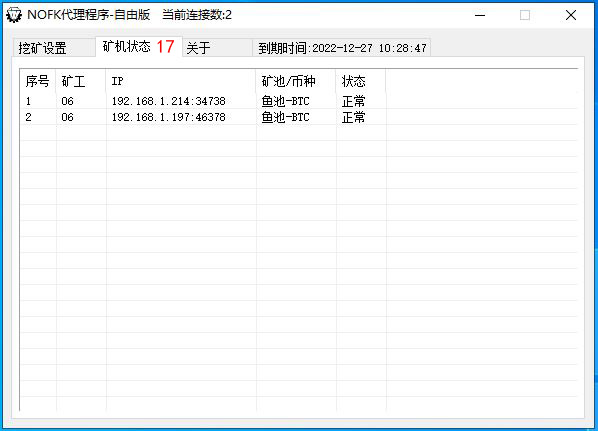 NOFK代理程序-自由版 当前连接数:2
挖矿设置 矿机状态 17 关于 到期时间:2022-12-27 10:28:47
序号 矿工 IP 矿池/币种 状态
1 06 192.168.1.214:34738 鱼池-BTC 正常
2 06 192.168.1.197:46378 鱼池-BTC 正常